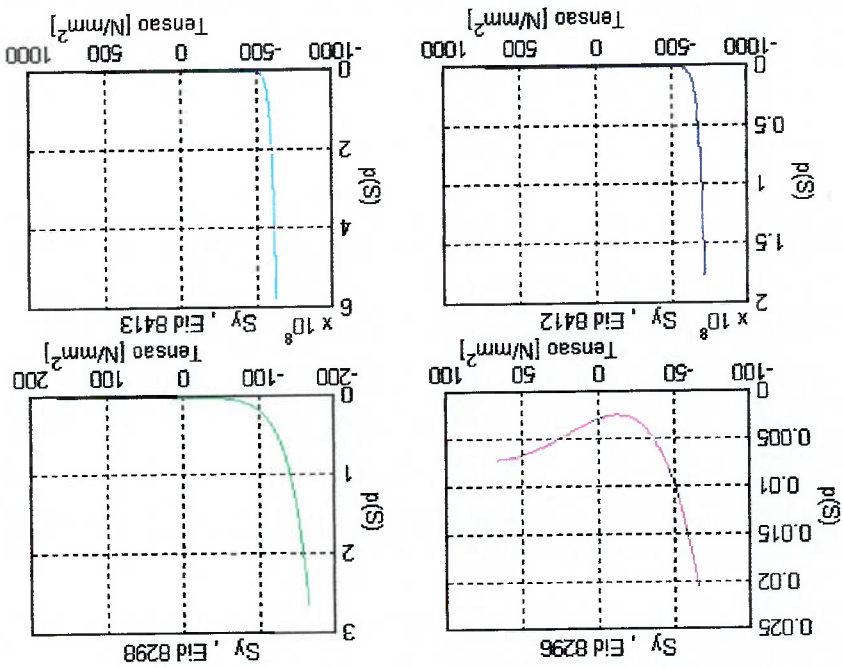 Sy , Eid 8298
3
2
1
0
p(S)
-200 -100 0 100 200
Tensao [N/mm²]
Sy , Eid 8296
0.025
0.02
0.015
0.01
0.005
0
p(S)
-100 -50 0 50 100
Tensao [N/mm²]
x 10⁸ Sy , Eid 8413
6
4
2
0
p(S)
-1000 -500 0 500 1000
Tensao [N/mm²]
x 10⁸ Sy , Eid 8412
2
1.5
1
0.5
0
p(S)
-1000 -500 0 500 1000
Tensao [N/mm²]